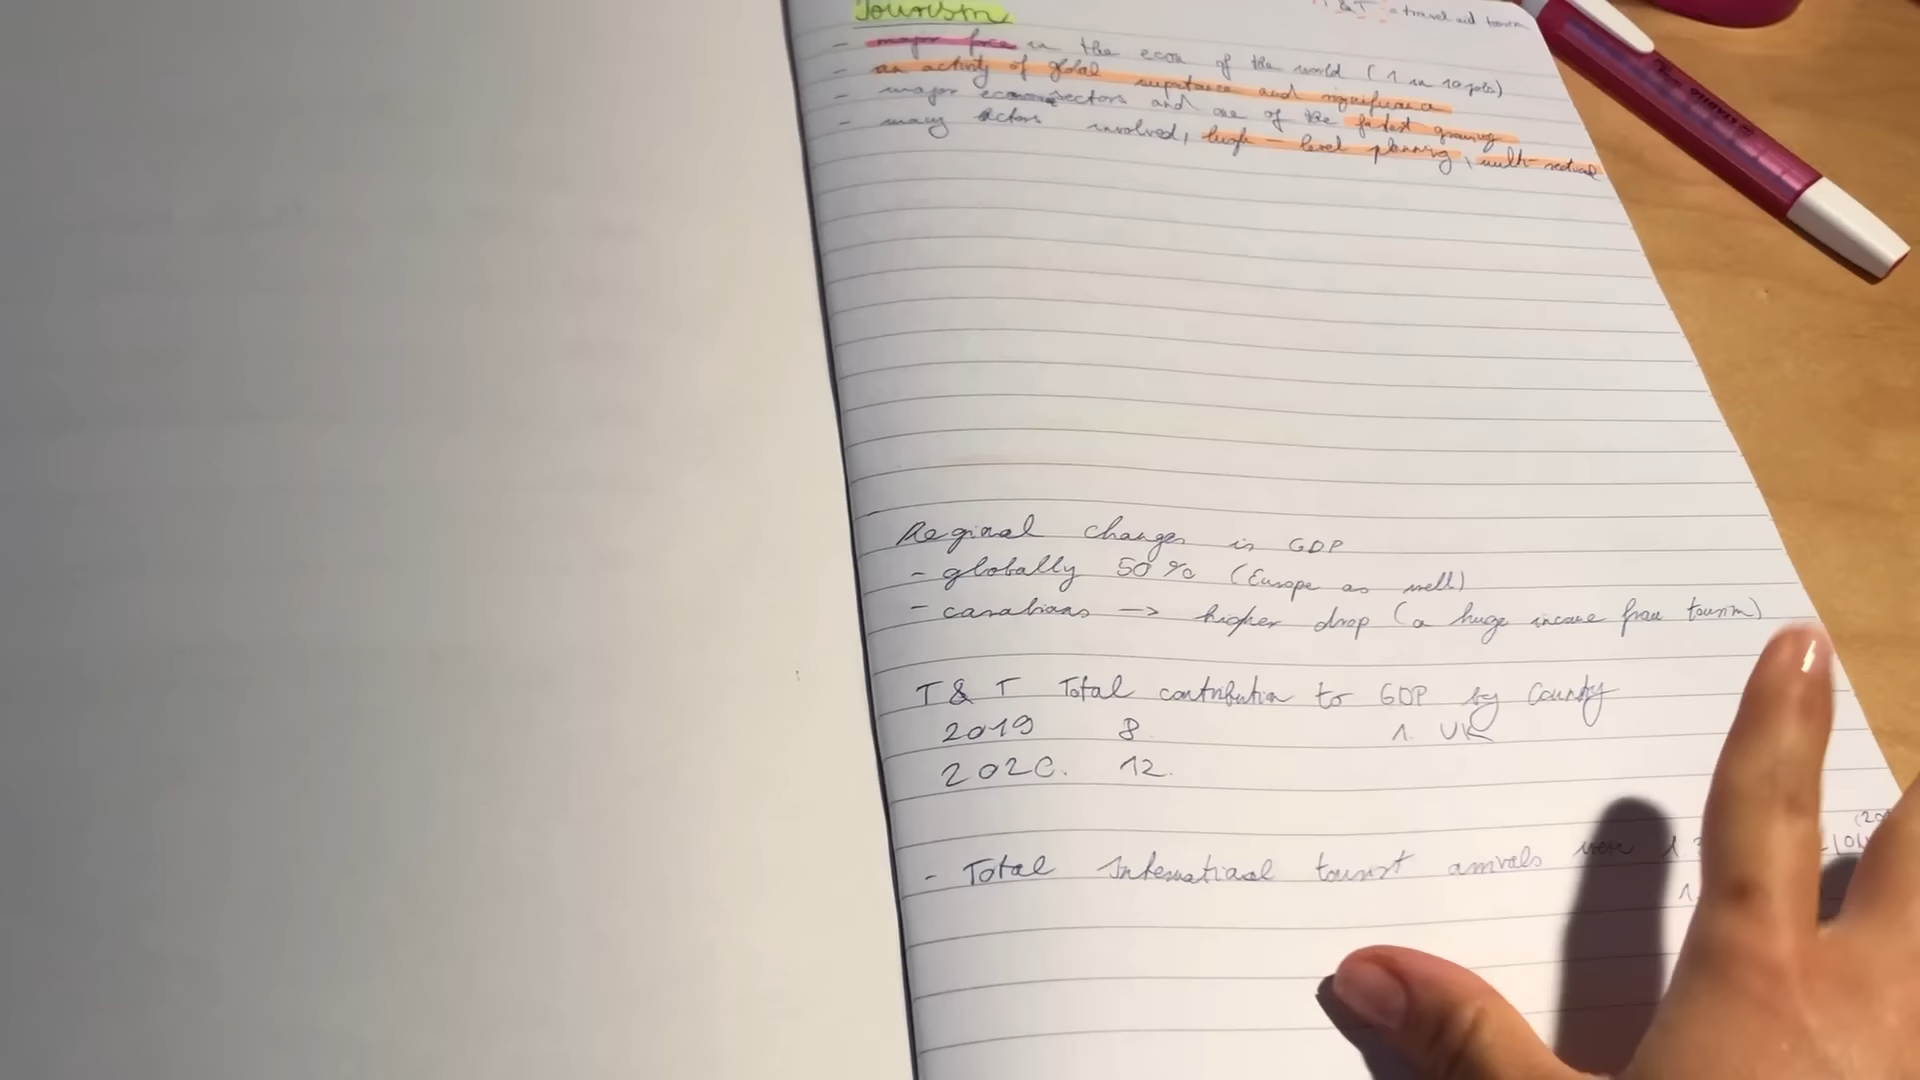 Tourism
T & T = travel and tourism
- major force in the econ of the world (1 in 10 jobs)
- an activity of global importance and significance
- major sectors and one of the fastest growing
- many actors involved, high-level planning, multi-sectoral
Regional changes in GDP
- globally 50% (Europe as well)
- carabians → higher drop (a huge income from tourism)
T & T Total contribution to GDP by County
2019 8. 1. UK
2020. 12.
- Total International tourist arrivals were